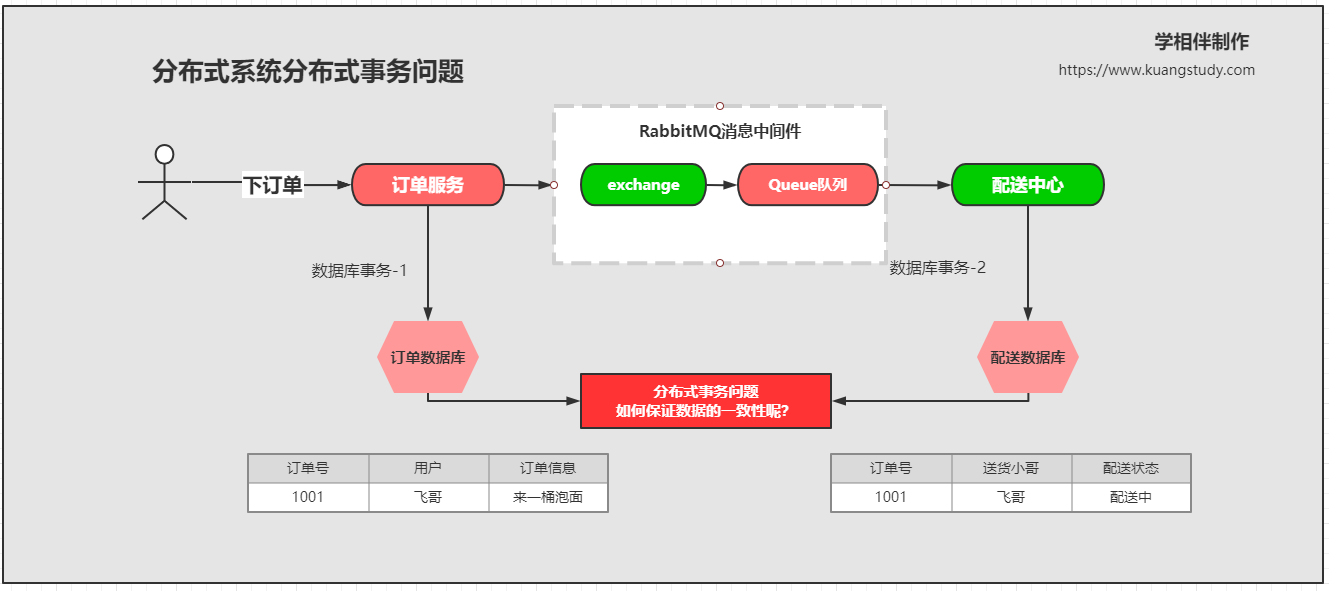 学相伴制作
https://www.kuangstudy.com
分布式系统分布式事务问题
RabbitMQ消息中间件
下订单
订单服务
exchange
Queue队列
配送中心
数据库事务-1
数据库事务-2
订单数据库
配送数据库
分布式事务问题
如何保证数据的一致性呢?
订单号 用户 订单信息
1001 飞哥 来一桶泡面
订单号 送货小哥 配送状态
1001 飞哥 配送中